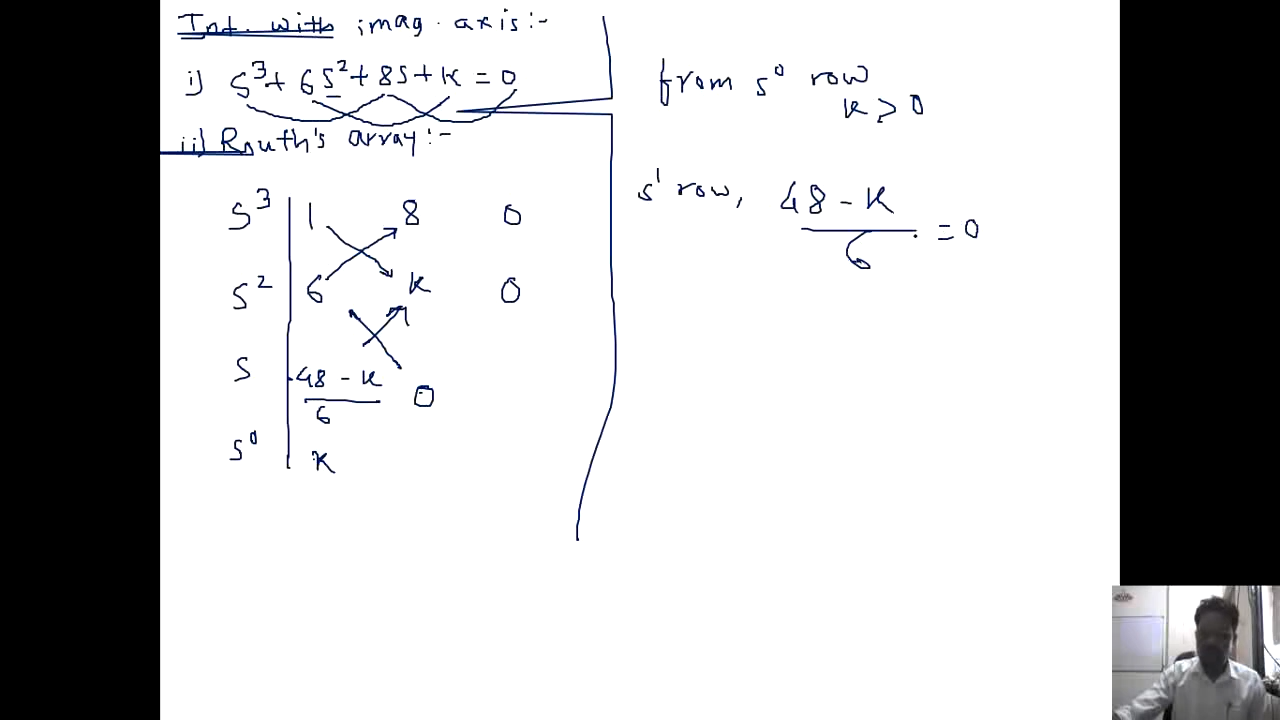 Int. with imag. axis:-
i) S³ + 6S² + 8S + K = 0
ii) Routh's array:-
S³ | 1 8 0
S² | 6 K 0
S | 48 - K / 6 0
S⁰ | K
from s⁰ row
K > 0
s¹ row, 48 - K / 6 = 0